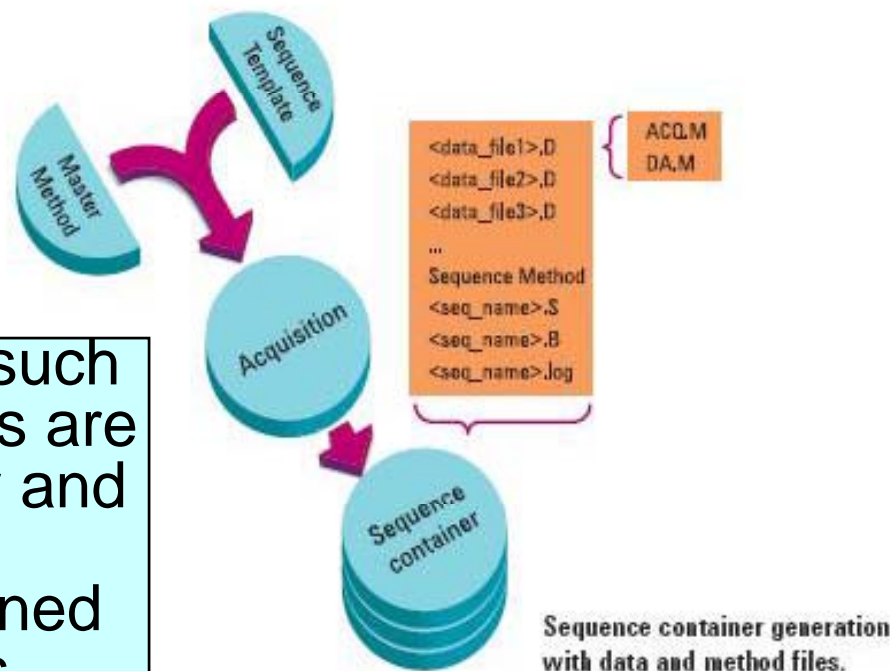 Sequence
Template
Master
Method
<data_file1>.D
<data_file2>.D
<data_file3>.D
...
Sequence Method
<seq_name>.S
<seq_name>.B
<seq_name>.log
ACQ.M
DA.M
Acquisition
such
s are
and
ned
Sequence
container
Sequence container generation
with data and method files.